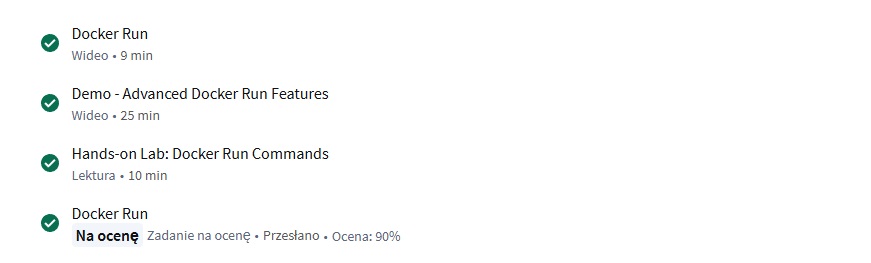 Docker Run
Wideo • 9 min
Demo - Advanced Docker Run Features
Wideo • 25 min
Hands-on Lab: Docker Run Commands
Lektura • 10 min
Docker Run
Na ocenę Zadanie na ocenę • Przesłano • Ocena: 90%